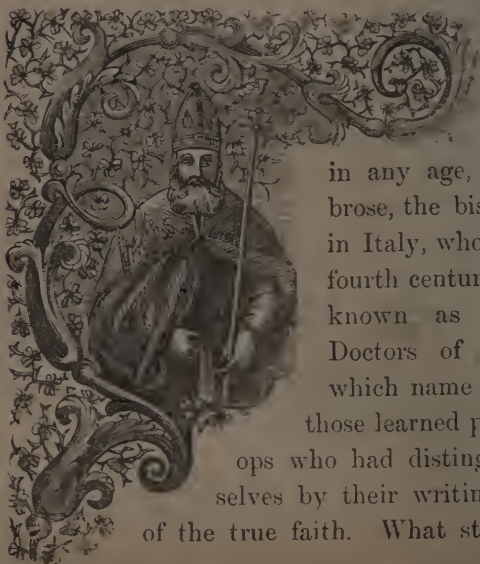 in any age,
brose, the bis
in Italy, who
fourth centur
known as
Doctors of
which name
those learned p
ops who had disting
selves by their writin
of the true faith. What st